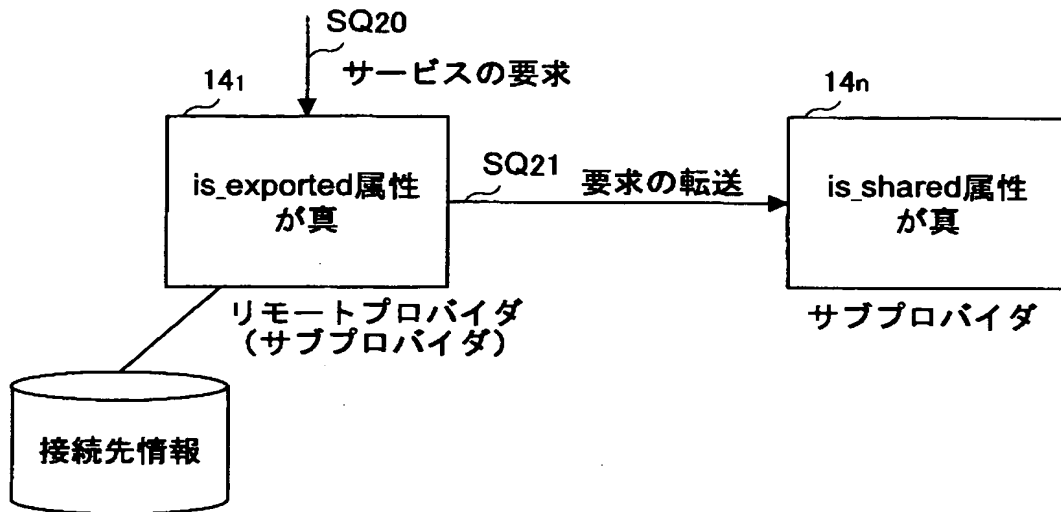 SQ20
サービスの要求
14₁
is_exported属性
が真
SQ21
要求の転送
14n
is_shared属性
が真
リモートプロバイダ
（サブプロバイダ）
サブプロバイダ
接続先情報